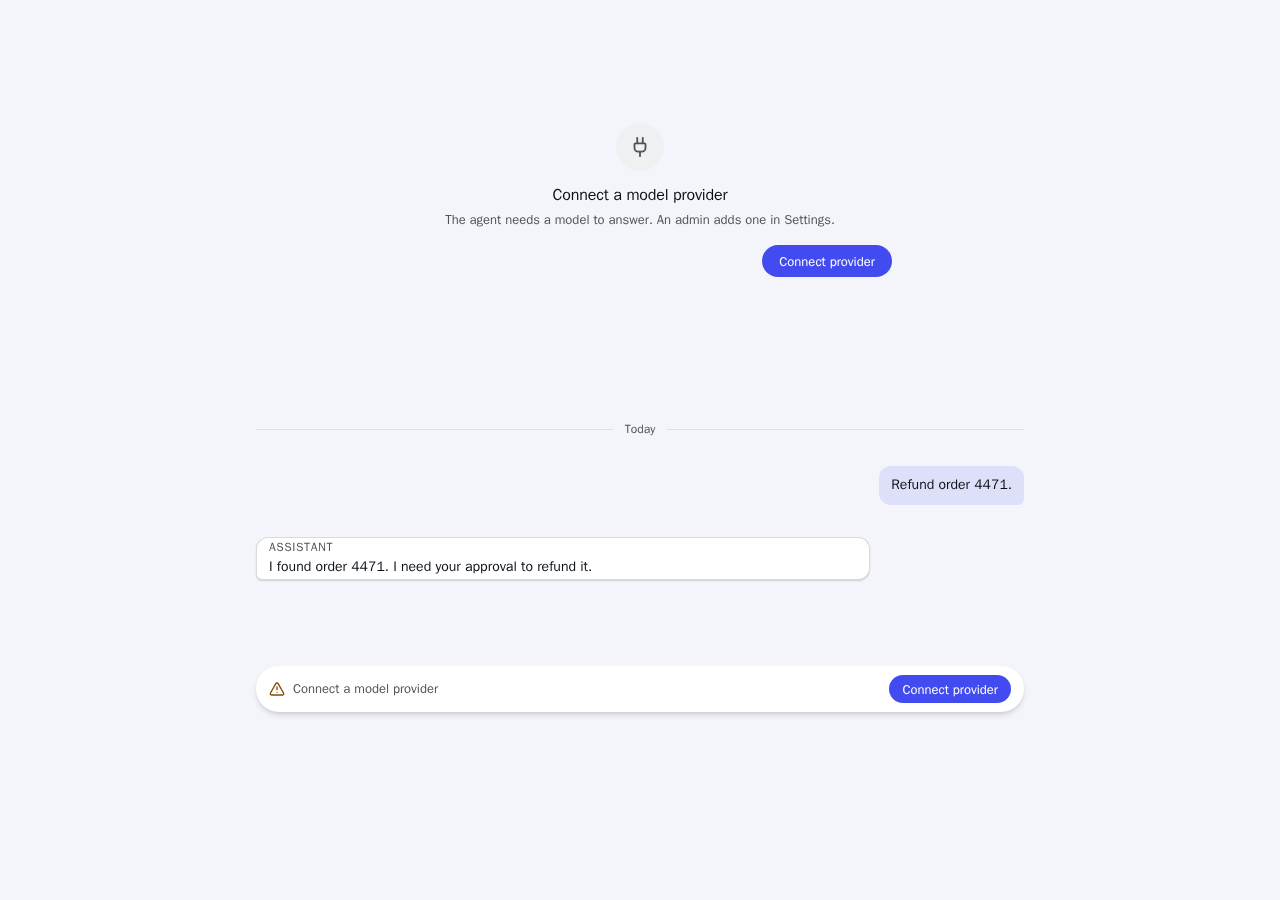 Connect a model provider
The agent needs a model to answer. An admin adds one in Settings.
Connect provider
Today
Refund order 4471.
ASSISTANT
I found order 4471. I need your approval to refund it.
Connect a model provider
Connect provider